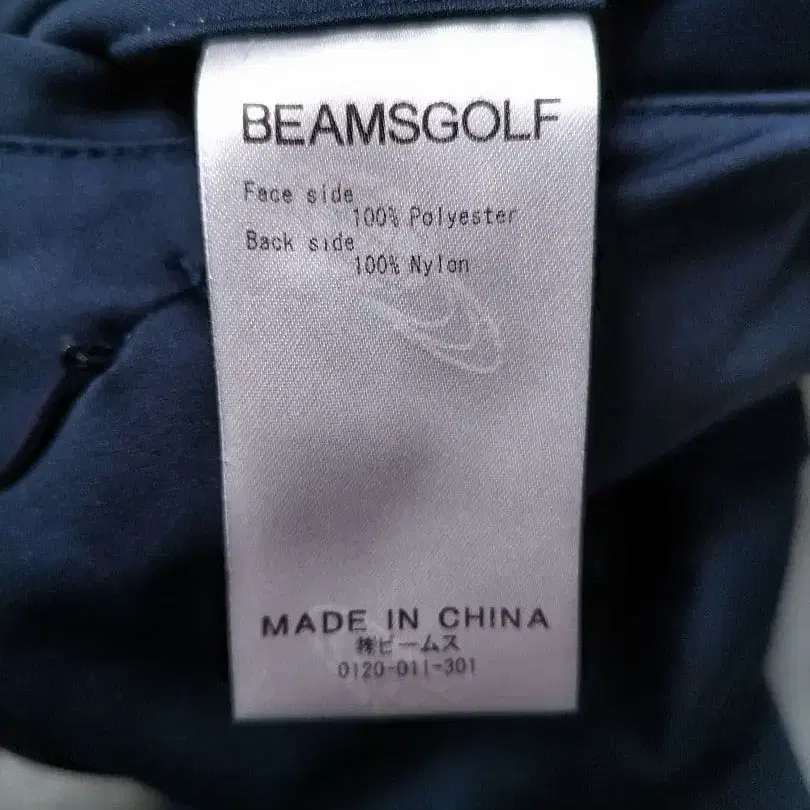 BEAMSGOLF
Face side
100% Polyester
Back side
100% Nylon
MADE IN CHINA
㈱ビームス
0120-011-301